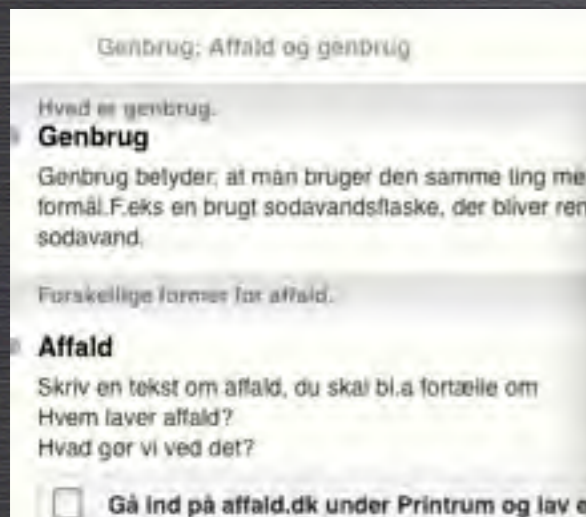 Genbrug; Affald og genbrug
Hvad er genbrug.
Genbrug
Genbrug betyder, at man bruger den samme ting me
formål.F.eks en brugt sodavandsflaske, der bliver ren
sodavand.
Forskellige former for affald.
Affald
Skriv en tekst om affald, du skal bl.a fortælle om
Hvem laver affald?
Hvad gør vi ved det?
Gå ind på affald.dk under Printrum og lav